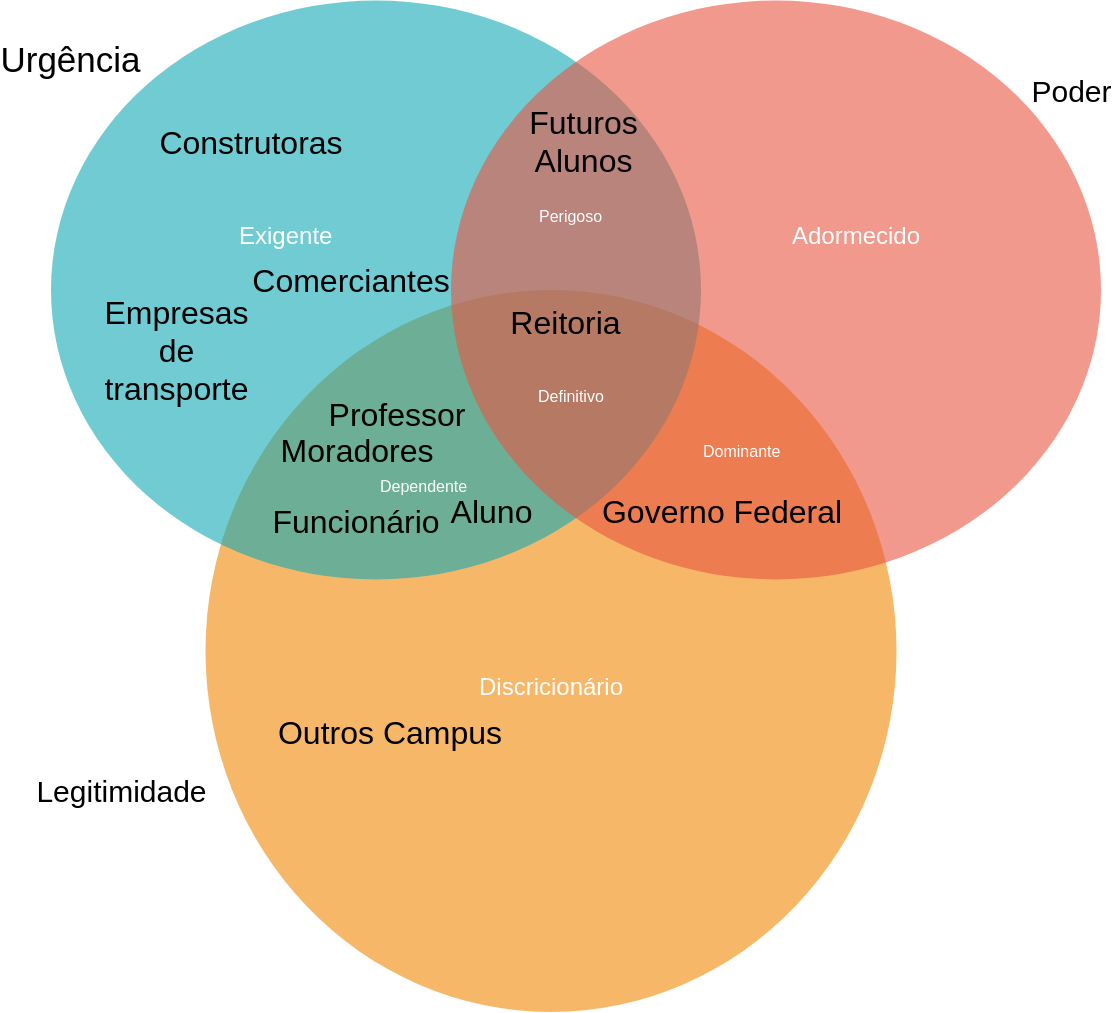 Urgência
Poder
Construtoras
Futuros
Alunos
Perigoso
Exigente
Adormecido
Comerciantes
Empresas
de
transporte
Reitoria
Definitivo
Professor
Moradores
Dominante
Dependente
Funcionário
Aluno
Governo Federal
Discricionário
Outros Campus
Legitimidade